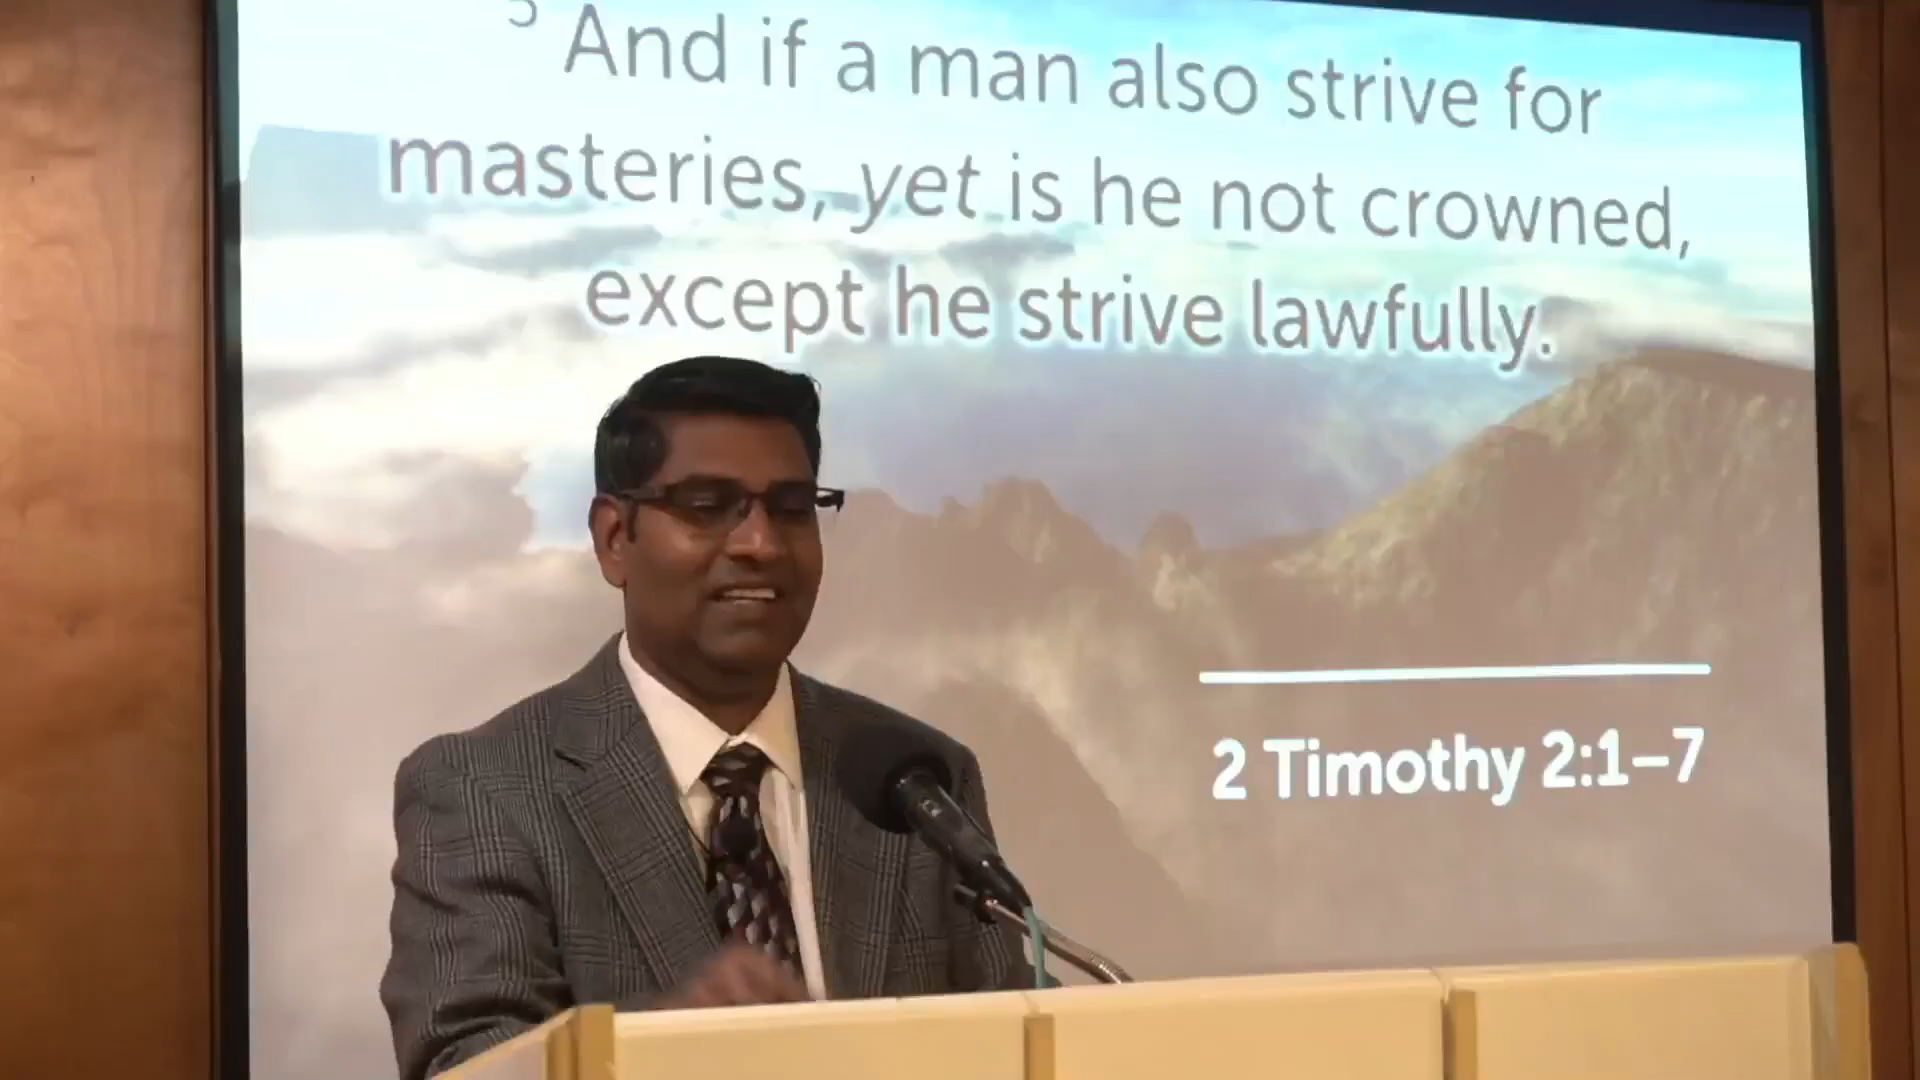 5 And if a man also strive for
masteries, yet is he not crowned,
except he strive lawfully.
2 Timothy 2:1–7